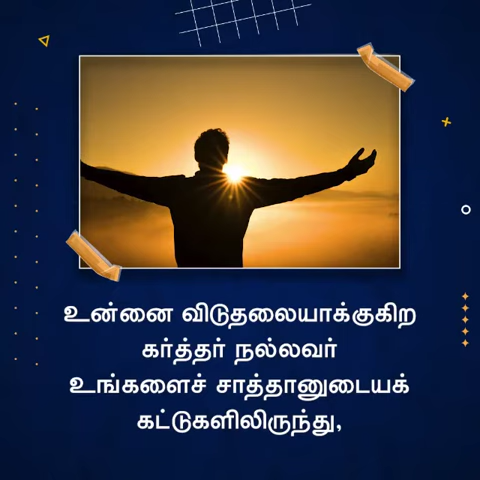 உன்னை விடுதலையாக்குகிற
கர்த்தர் நல்லவர்
உங்களைச் சாத்தானுடையக்
கட்டுகளிலிருந்து,